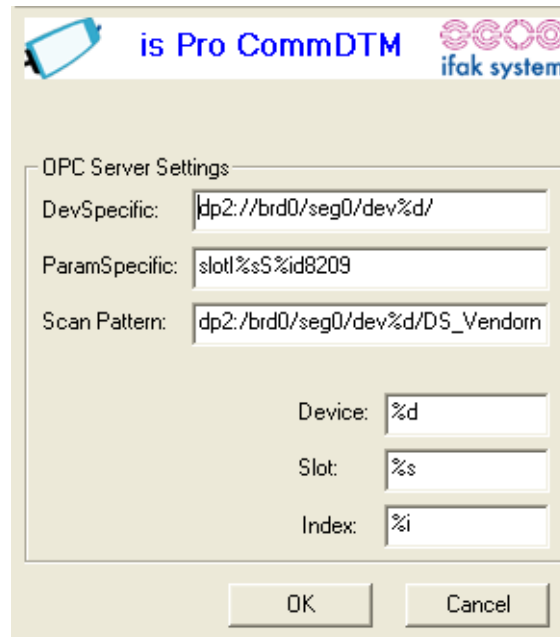 is Pro CommDTM
ifak system
OPC Server Settings
DevSpecific: dp2://brd0/seg0/dev%d/
ParamSpecific: slotI%sS%id8209
Scan Pattern: dp2:/brd0/seg0/dev%d/DS_Vendorn
Device: %d
Slot: %s
Index: %i
OK Cancel